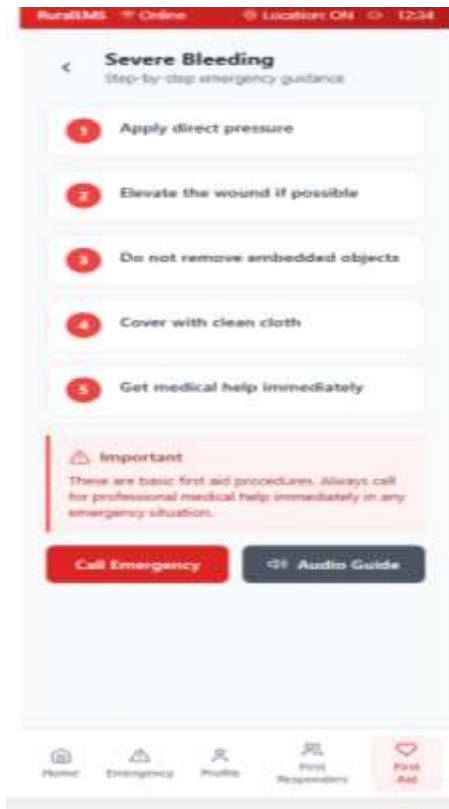 RuralEMS Online Location: ON 12:34
Severe Bleeding
Step-by-step emergency guidance
1 Apply direct pressure
2 Elevate the wound if possible
3 Do not remove embedded objects
4 Cover with clean cloth
5 Get medical help immediately
Important
These are basic first aid procedures. Always call
for professional medical help immediately in any
emergency situation.
Call Emergency Audio Guide
Home Emergency Profile First Responders First Aid